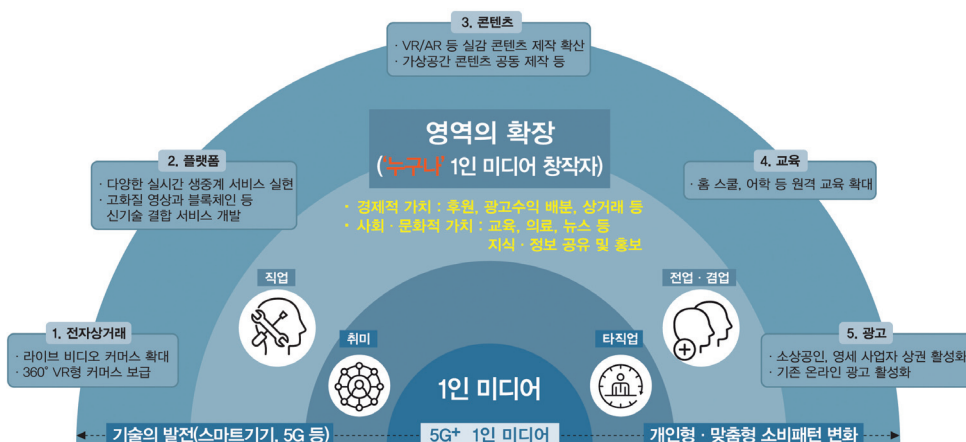 3. 콘텐츠
· VR/AR 등 실감 콘텐츠 제작 확산
· 가상공간 콘텐츠 공동 제작 등
영역의 확장
('누구나' 1인 미디어 창작자)
2. 플랫폼
· 다양한 실시간 생중계 서비스 실현
· 고화질 영상과 블록체인 등
신기술 결합 서비스 개발
4. 교육
· 홈 스쿨, 어학 등 원격 교육 확대
• 경제적 가치 : 후원, 광고수익 배분, 상거래 등
• 사회 · 문화적 가치 : 교육, 의료, 뉴스 등
지식 · 정보 공유 및 홍보
직업
전업 · 겸업
1. 전자상거래
· 라이브 비디오 커머스 확대
· 360° VR형 커머스 보급
취미
타직업
5. 광고
· 소상공인, 영세 사업자 상권 활성화
· 기존 온라인 광고 활성화
1인 미디어
기술의 발전(스마트기기, 5G 등)
5G+ 1인 미디어
개인형 · 맞춤형 소비패턴 변화